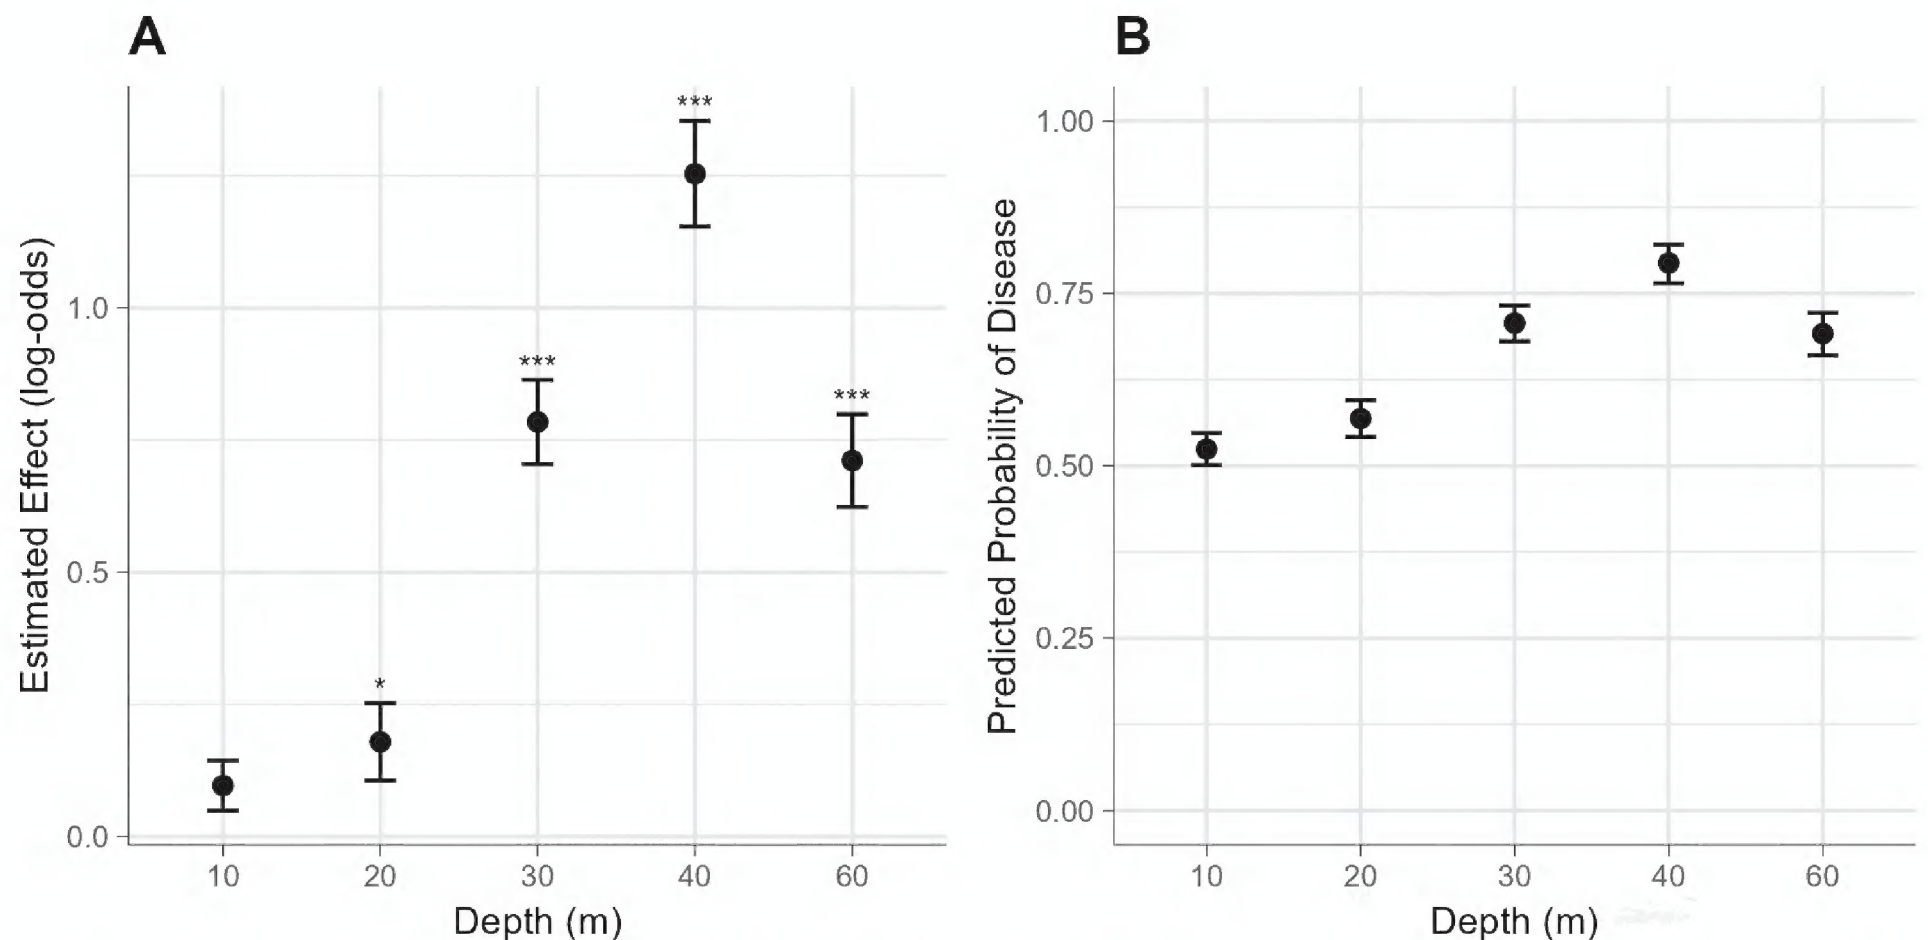 A
Estimated Effect (log-odds)
1.0
0.5
0.0
*
***
***
***
10 20 30 40 60
Depth (m)
B
Predicted Probability of Disease
1.00
0.75
0.50
0.25
0.00
10 20 30 40 60
Depth (m)